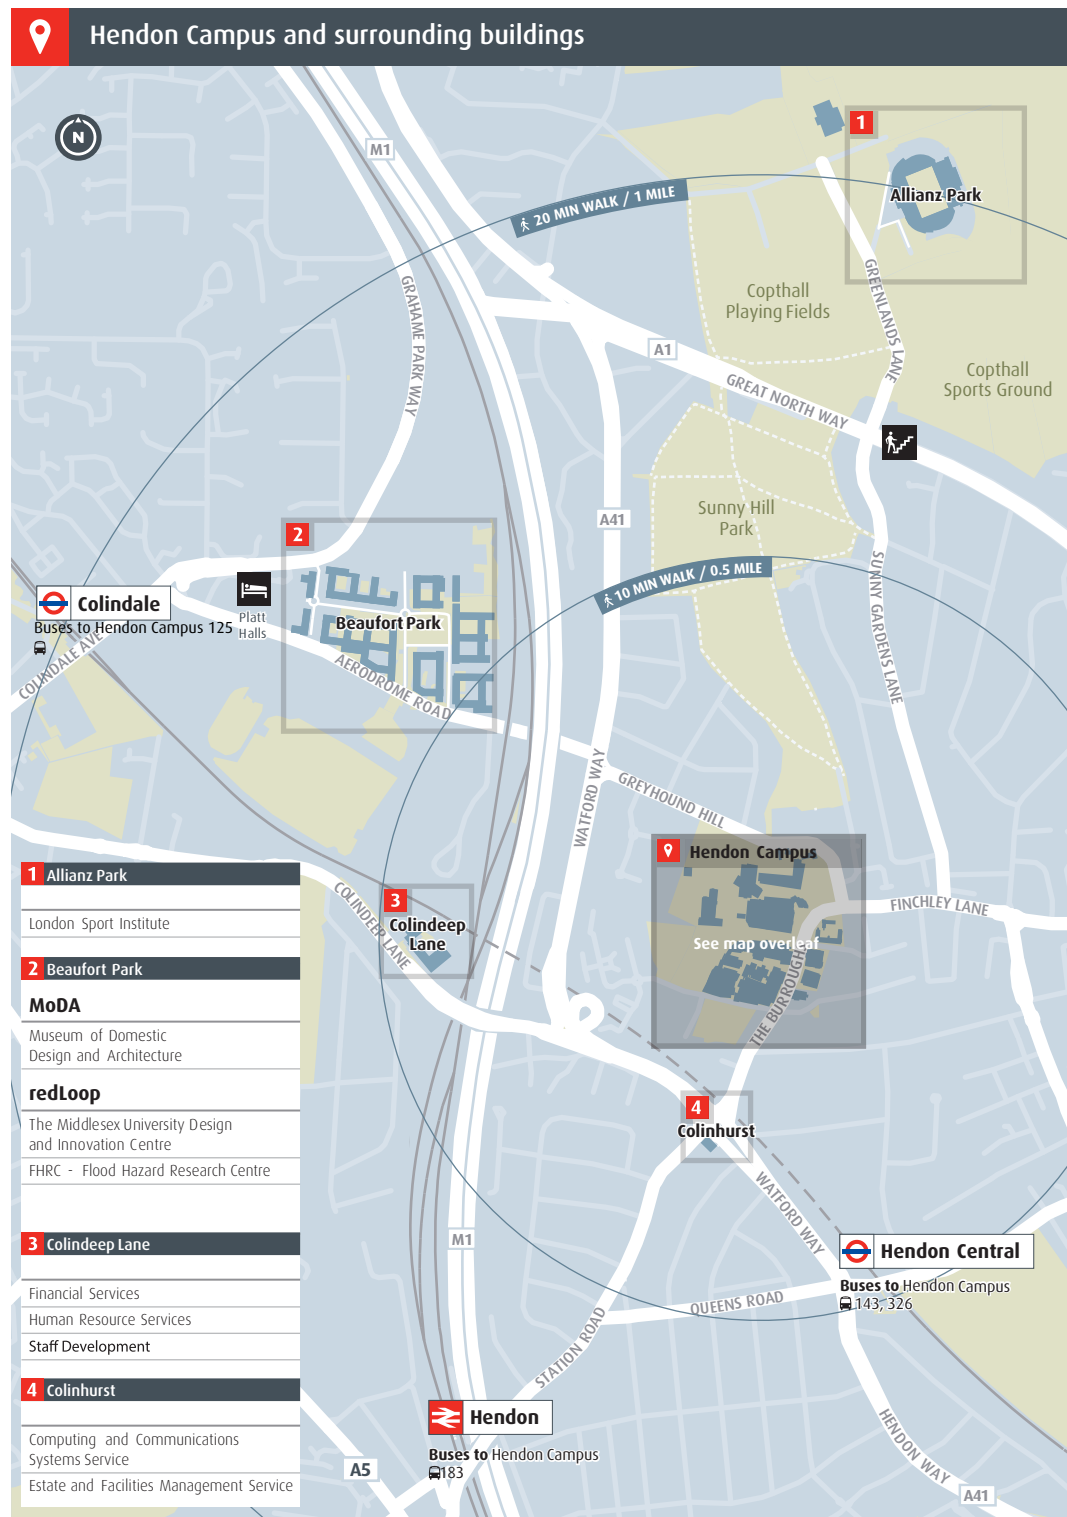 Hendon Campus and surrounding buildings
N
M1
1
Allianz Park
20 MIN WALK / 1 MILE
GRAHAME PARK WAY
Copthall
Playing Fields
GREENLANDS LANE
A1
Copthall
Sports Ground
GREAT NORTH WAY
A41
Sunny Hill
Park
2
10 MIN WALK / 0.5 MILE
SUNNY GARDENS LANE
Colindale
Buses to Hendon Campus 125
Platt
Halls
Beaufort Park
COLINDALE AVE
AERODROME ROAD
WATFORD WAY
GREYHOUND HILL
Hendon Campus
See map overleaf
THE BURROUGHS
FINCHLEY LANE
COLINDEEP LANE
3
Colindeep
Lane
4
Colinhurst
WATFORD WAY
M1
Hendon Central
Buses to Hendon Campus
143, 326
QUEENS ROAD
STATION ROAD
Hendon
Buses to Hendon Campus
183
A5
HENDON WAY
A41
1 Allianz Park
London Sport Institute
2 Beaufort Park
MoDA
Museum of Domestic
Design and Architecture
redLoop
The Middlesex University Design
and Innovation Centre
FHRC - Flood Hazard Research Centre
3 Colindeep Lane
Financial Services
Human Resource Services
Staff Development
4 Colinhurst
Computing and Communications
Systems Service
Estate and Facilities Management Service